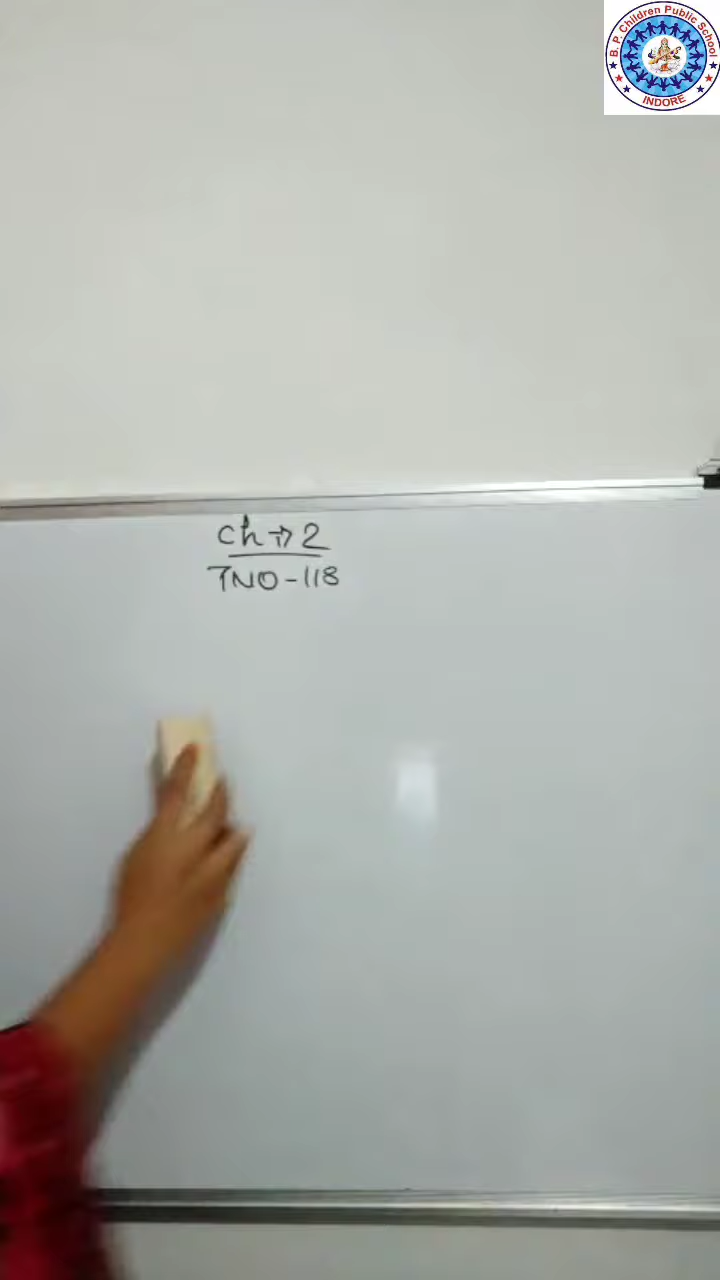 B. P. Children Public School
INDORE
Ch → 2
TNO - 118